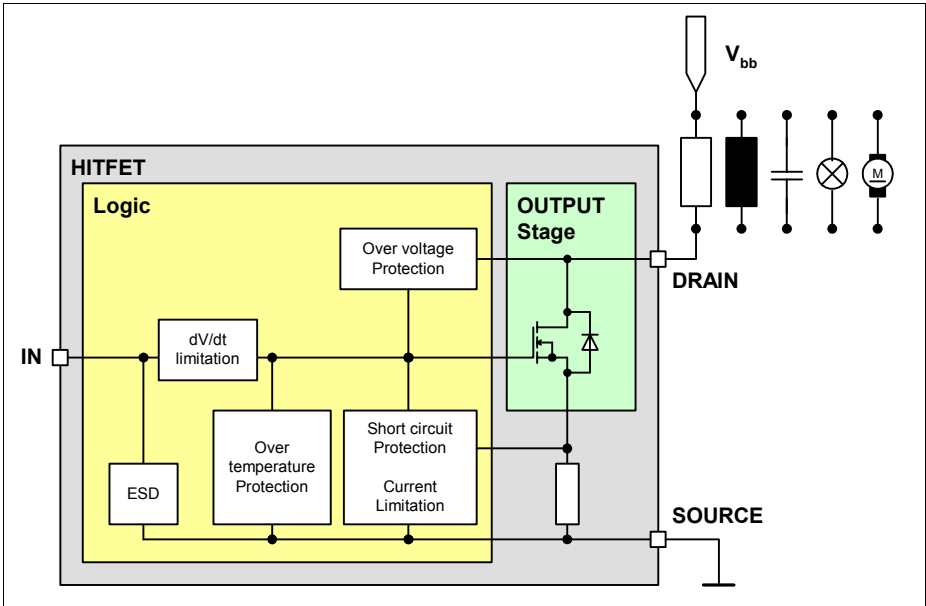 V_bb
HITFET
Logic
OUTPUT
Stage
Over voltage
Protection
DRAIN
M
dV/dt
limitation
IN
Over
temperature
Protection
Short circuit
Protection
Current
Limitation
ESD
SOURCE